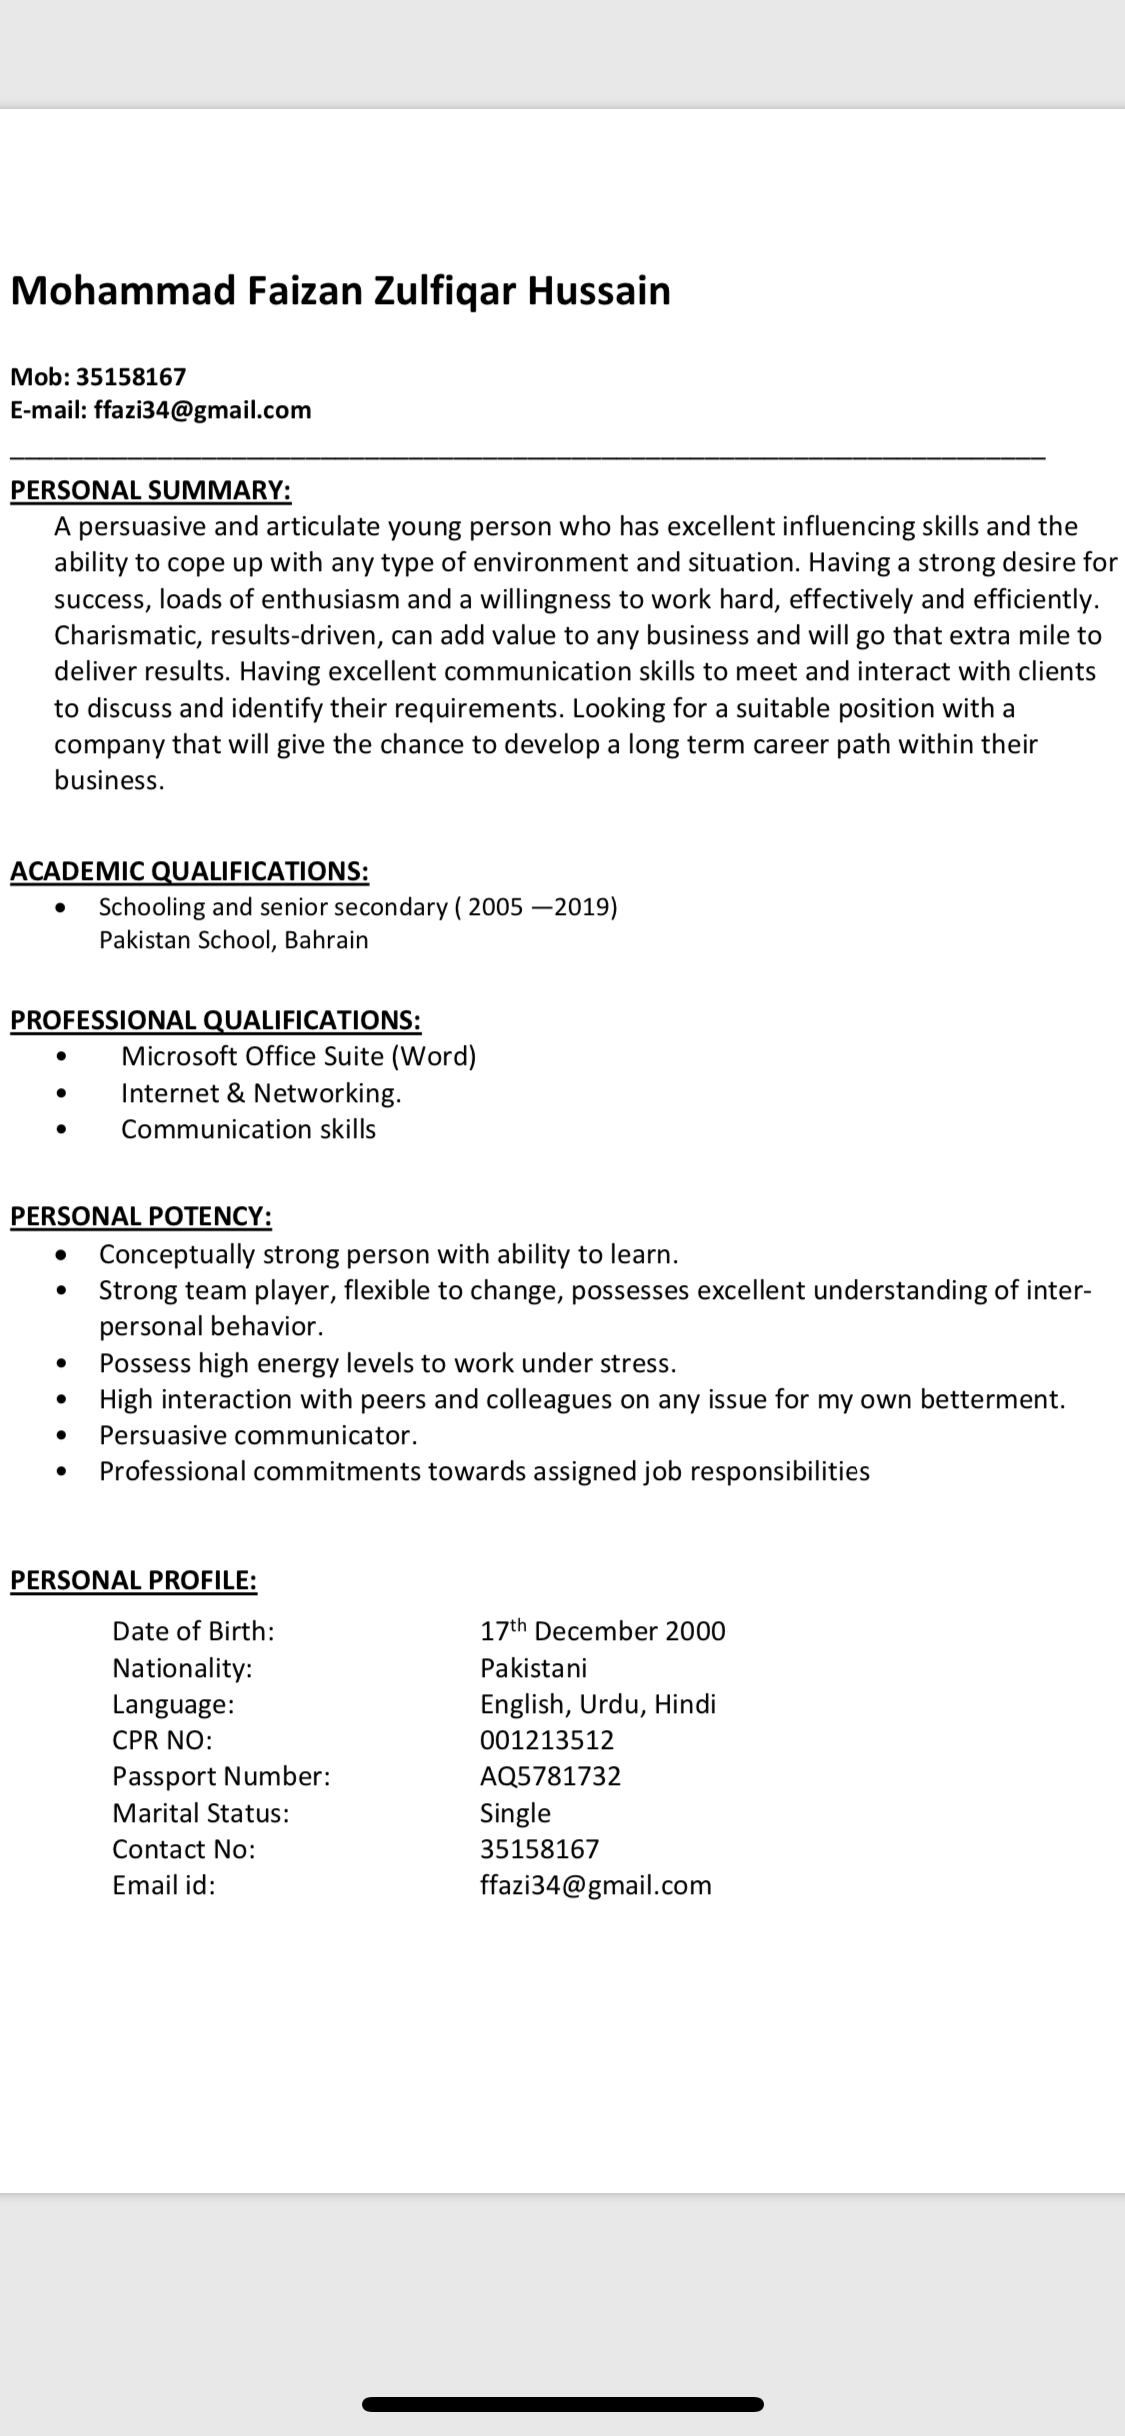 Mohammad Faizan Zulfiqar Hussain
Mob: 35158167
E-mail: ffazi34@gmail.com
PERSONAL SUMMARY:
A persuasive and articulate young person who has excellent influencing skills and the
ability to cope up with any type of environment and situation. Having a strong desire for
success, loads of enthusiasm and a willingness to work hard, effectively and efficiently.
Charismatic, results-driven, can add value to any business and will go that extra mile to
deliver results. Having excellent communication skills to meet and interact with clients
to discuss and identify their requirements. Looking for a suitable position with a
company that will give the chance to develop a long term career path within their
business.
ACADEMIC QUALIFICATIONS:
• Schooling and senior secondary ( 2005 —2019)
Pakistan School, Bahrain
PROFESSIONAL QUALIFICATIONS:
• Microsoft Office Suite (Word)
• Internet & Networking.
• Communication skills
PERSONAL POTENCY:
• Conceptually strong person with ability to learn.
• Strong team player, flexible to change, possesses excellent understanding of inter-
personal behavior.
• Possess high energy levels to work under stress.
• High interaction with peers and colleagues on any issue for my own betterment.
• Persuasive communicator.
• Professional commitments towards assigned job responsibilities
PERSONAL PROFILE:
Date of Birth: 17th December 2000
Nationality: Pakistani
Language: English, Urdu, Hindi
CPR NO: 001213512
Passport Number: AQ5781732
Marital Status: Single
Contact No: 35158167
Email id: ffazi34@gmail.com